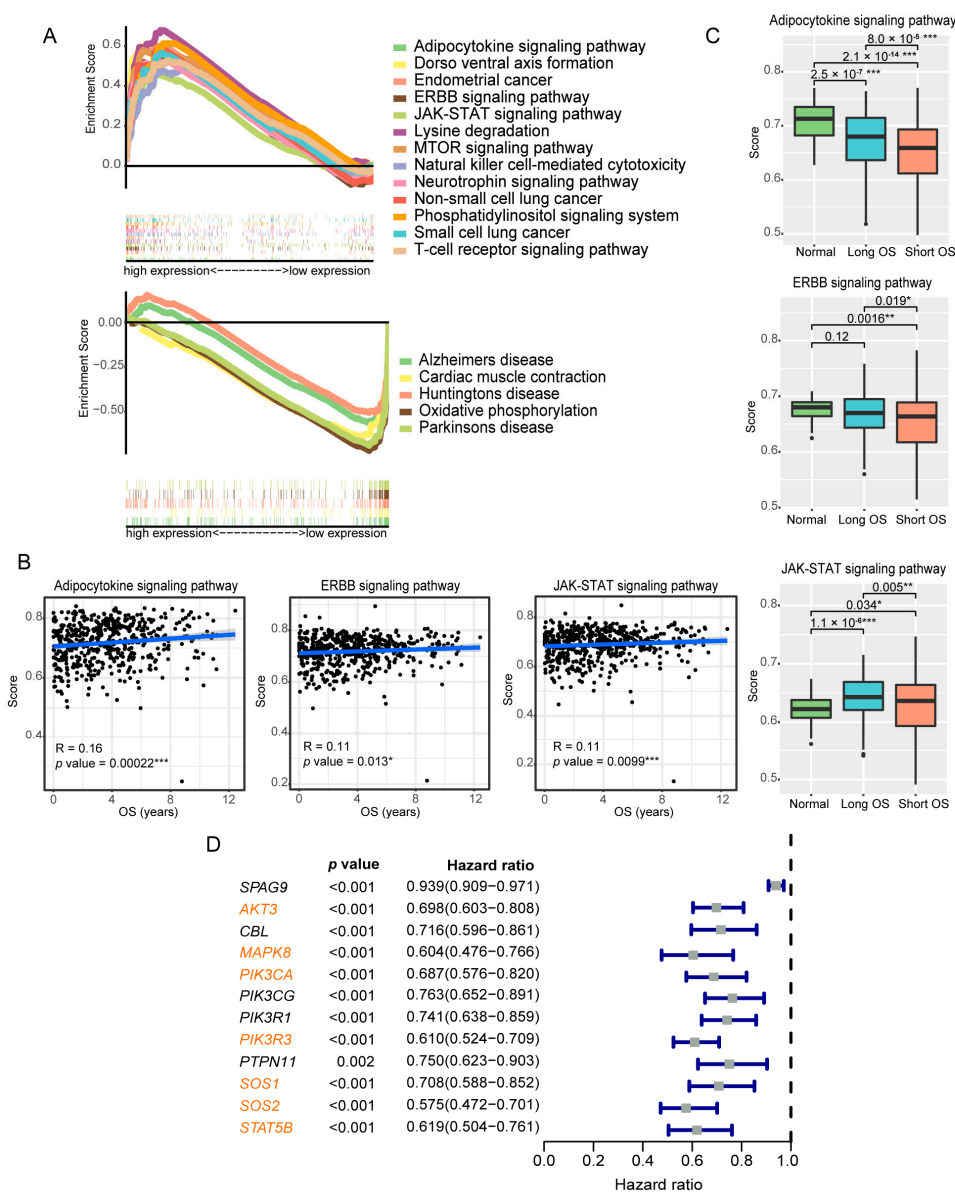 A
Enrichment Score
0.6
0.4
0.2
0.0
Adipocytokine signaling pathway
Dorso ventral axis formation
Endometrial cancer
ERBB signaling pathway
JAK-STAT signaling pathway
Lysine degradation
MTOR signaling pathway
Natural killer cell-mediated cytotoxicity
Neurotrophin signaling pathway
Non-small cell lung cancer
Phosphatidylinositol signaling system
Small cell lung cancer
T-cell receptor signaling pathway
high expression<---------->low expression
Enrichment Score
0.00
−0.25
−0.50
Alzheimers disease
Cardiac muscle contraction
Huntingtons disease
Oxidative phosphorylation
Parkinsons disease
high expression<------------>low expression
B
Adipocytokine signaling pathway
Score
0.8
0.6
0.4
R = 0.16
p value = 0.00022***
0 4 8 12
OS (years)
ERBB signaling pathway
Score
0.8
0.6
0.4
0.2
R = 0.11
p value = 0.013*
0 4 8 12
OS (years)
JAK-STAT signaling pathway
Score
0.8
0.6
0.4
0.2
R = 0.11
p value = 0.0099***
0 4 8 12
OS (years)
C
Adipocytokine signaling pathway
8.0 × 10⁻⁵ ***
2.1 × 10⁻¹⁴ ***
2.5 × 10⁻⁷ ***
Score
0.8
0.7
0.6
0.5
Normal Long OS Short OS
ERBB signaling pathway
0.019*
0.0016**
0.12
Score
0.8
0.7
0.6
0.5
Normal Long OS Short OS
JAK-STAT signaling pathway
0.005**
0.034*
1.1 × 10⁻⁶***
Score
0.8
0.7
0.6
0.5
Normal Long OS Short OS
D
p value Hazard ratio
SPAG9 <0.001 0.939(0.909−0.971)
AKT3 <0.001 0.698(0.603−0.808)
CBL <0.001 0.716(0.596−0.861)
MAPK8 <0.001 0.604(0.476−0.766)
PIK3CA <0.001 0.687(0.576−0.820)
PIK3CG <0.001 0.763(0.652−0.891)
PIK3R1 <0.001 0.741(0.638−0.859)
PIK3R3 <0.001 0.610(0.524−0.709)
PTPN11 0.002 0.750(0.623−0.903)
SOS1 <0.001 0.708(0.588−0.852)
SOS2 <0.001 0.575(0.472−0.701)
STAT5B <0.001 0.619(0.504−0.761)
0.0 0.2 0.4 0.6 0.8 1.0
Hazard ratio